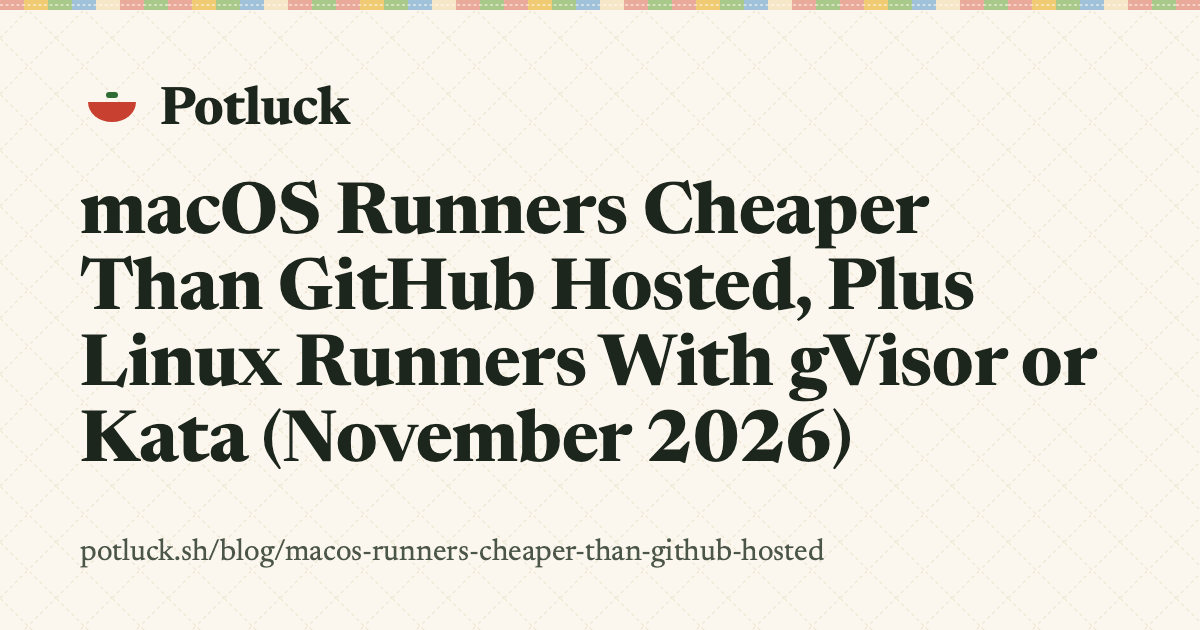 Potluck
macOS Runners Cheaper
Than GitHub Hosted, Plus
Linux Runners With gVisor or
Kata (November 2026)
potluck.sh/blog/macos-runners-cheaper-than-github-hosted